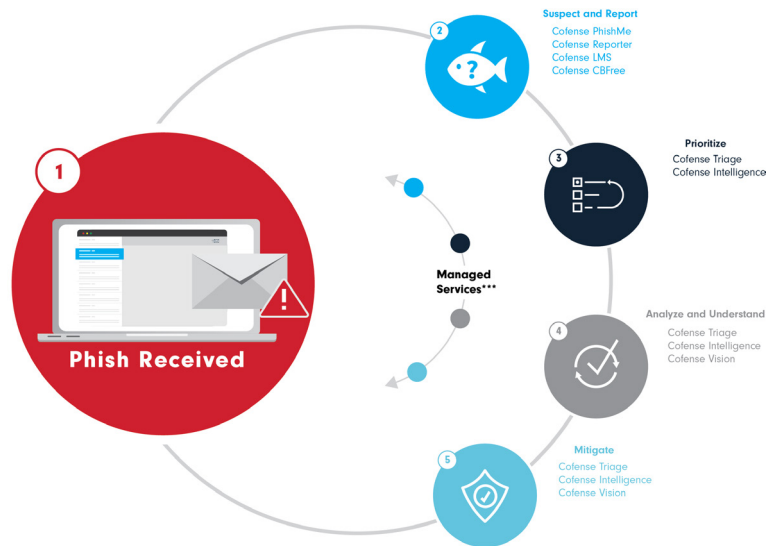 1
Phish Received
2
Suspect and Report
Cofense PhishMe
Cofense Reporter
Cofense LMS
Cofense CBFree
?
3
Prioritize
Cofense Triage
Cofense Intelligence
Managed
Services***
4
Analyze and Understand
Cofense Triage
Cofense Intelligence
Cofense Vision
5
Mitigate
Cofense Triage
Cofense Intelligence
Cofense Vision